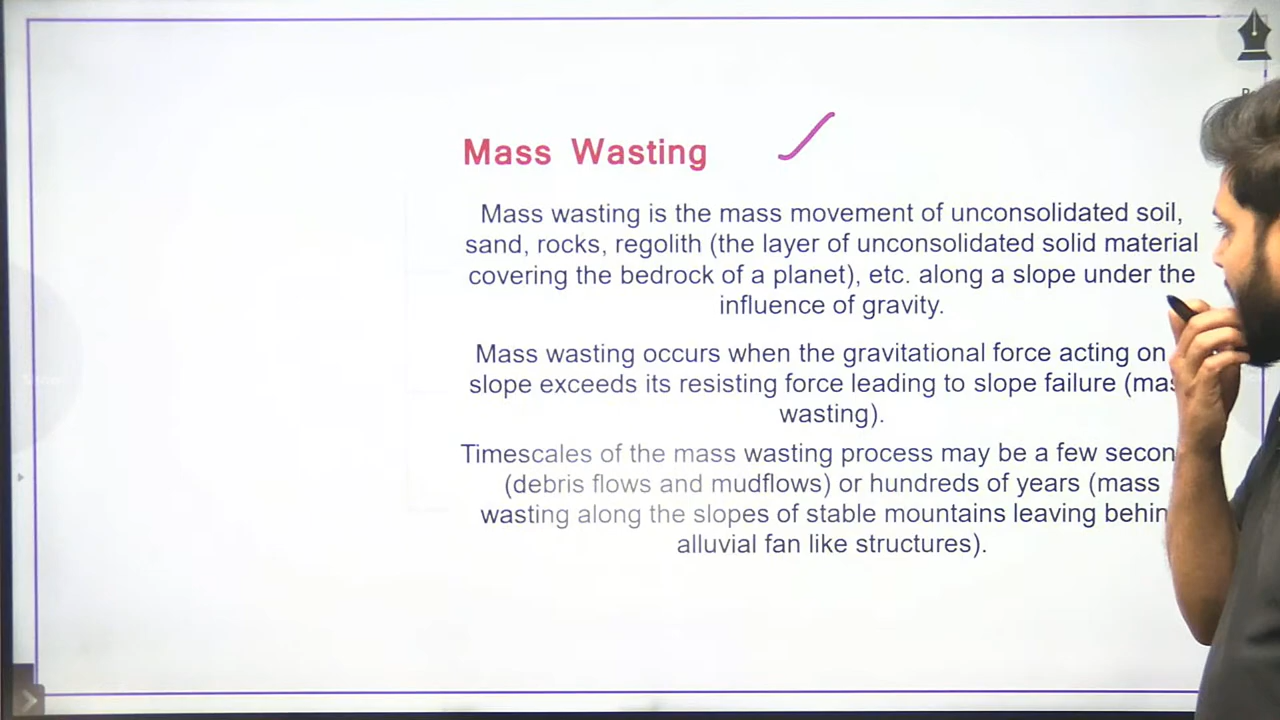 Mass Wasting
Mass wasting is the mass movement of unconsolidated soil,
sand, rocks, regolith (the layer of unconsolidated solid material
covering the bedrock of a planet), etc. along a slope under the
influence of gravity.
Mass wasting occurs when the gravitational force acting on
slope exceeds its resisting force leading to slope failure (mas
wasting).
Timescales of the mass wasting process may be a few secon
(debris flows and mudflows) or hundreds of years (mass
wasting along the slopes of stable mountains leaving behin
alluvial fan like structures).